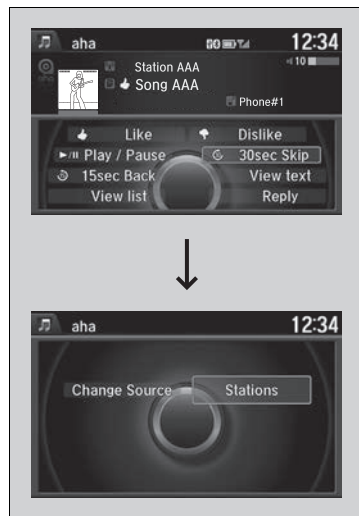 aha 12:34
Station AAA 10
Song AAA
Phone#1
Like Dislike
Play / Pause 30sec Skip
15sec Back View text
View list Reply
aha 12:34
Change Source Stations